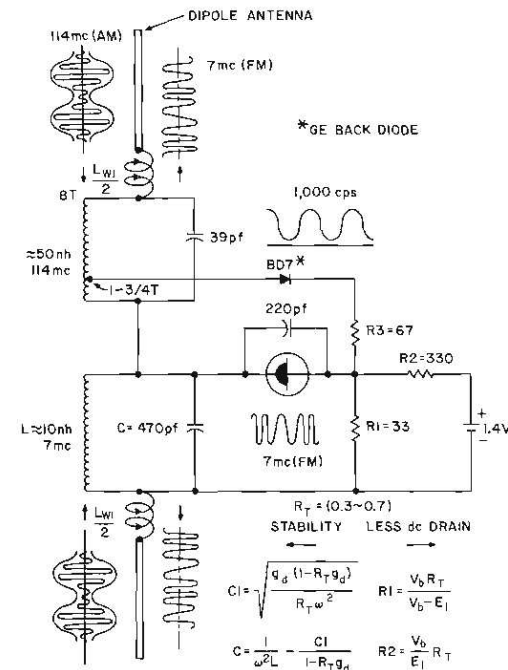 DIPOLE ANTENNA
114mc (AM)
7mc (FM)
*GE BACK DIODE
L_WI
2
8T
1,000 cps
39pf
≈50nh
114mc
BD7*
1-3/4T
220pf
R3=67
R2=330
L≈10nh
7mc
C=470pf
R1=33
+
1.4V
−
7mc(FM)
R_T = (0.3~0.7)
L_WI
2
STABILITY LESS dc DRAIN
C1= √ g_d (1-R_T g_d) / R_T ω² R1 = V_b R_T / V_b - E_1
C = 1 / ω²L - C1 / 1-R_T g_d R2 = V_b / E_1 R_T